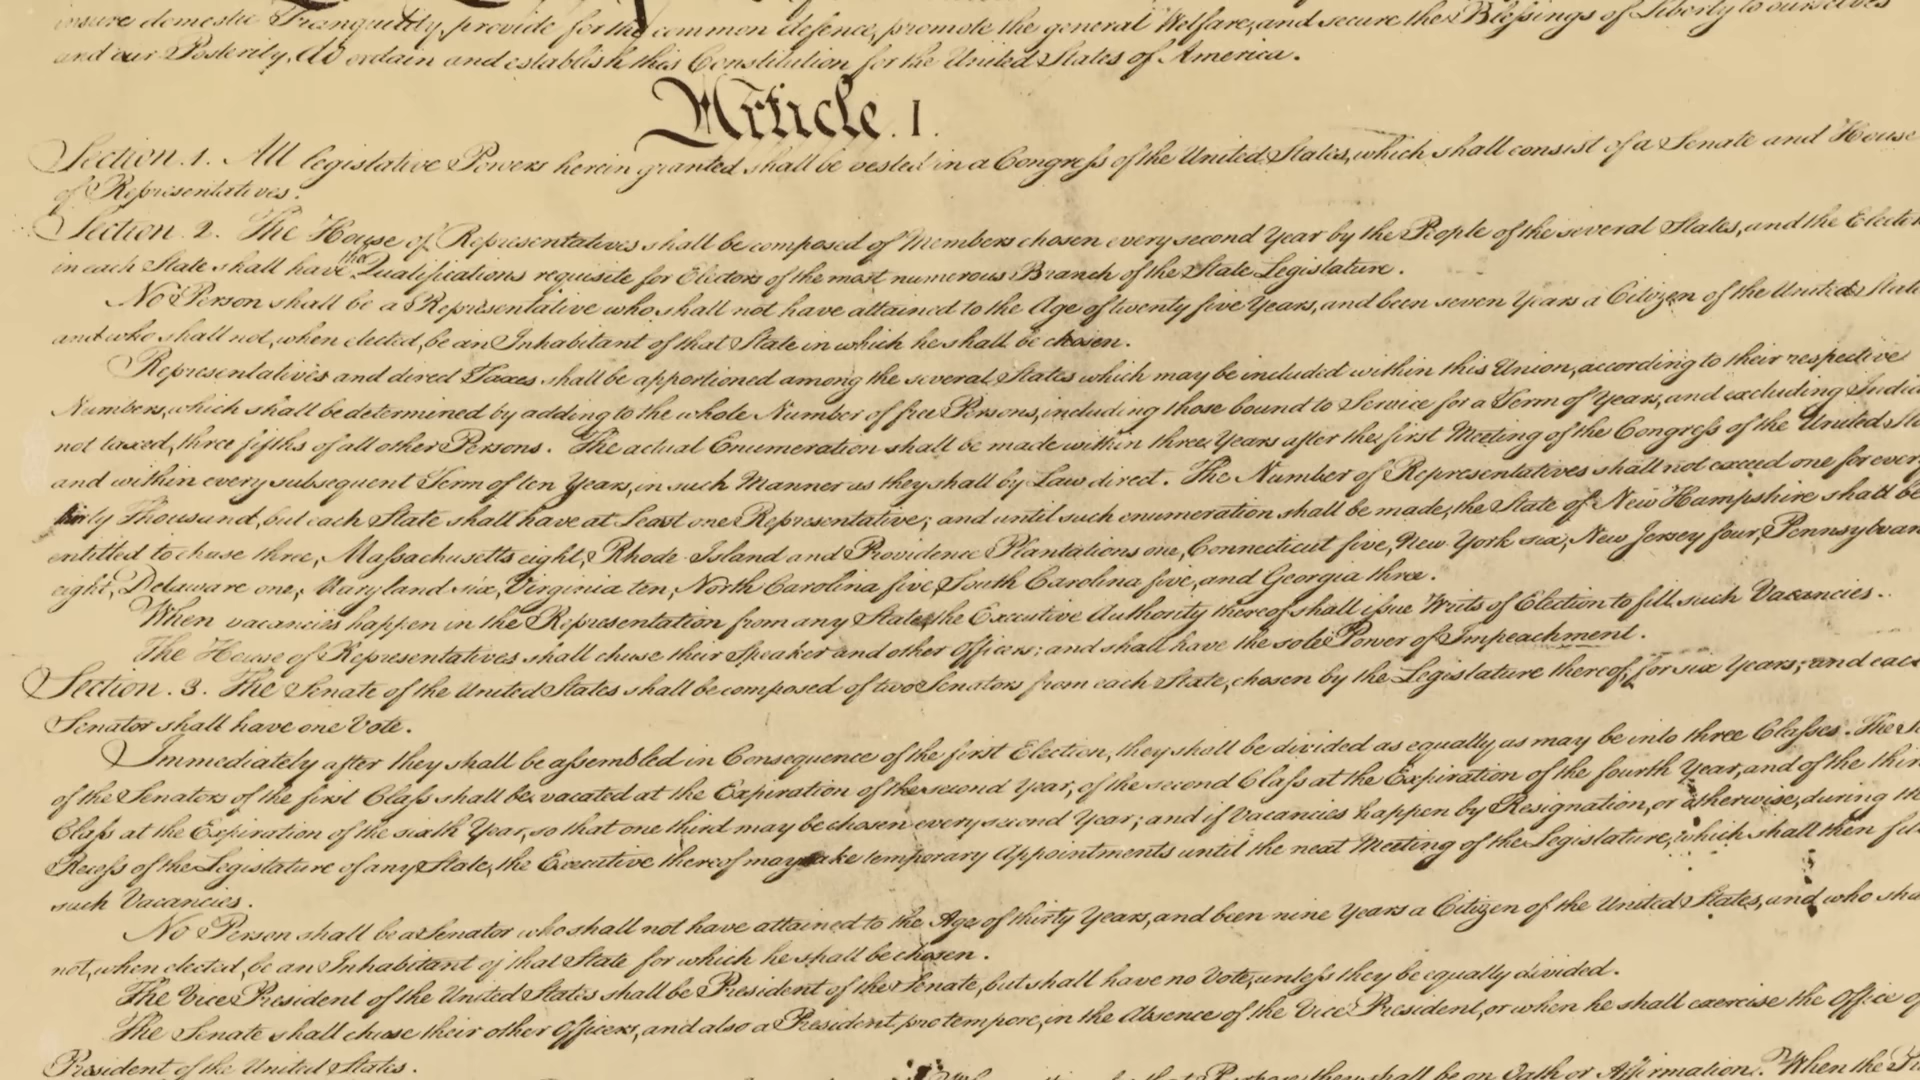 insure domestic Tranquility, provide for the common defence, promote the general Welfare, and secure the Blessings of Liberty to ourselves
and our Posterity, do ordain and establish this Constitution for the United States of America.
Article. I.
Section. 1. All legislative Powers herein granted shall be vested in a Congress of the United States, which shall consist of a Senate and House
of Representatives.
Section. 2. The House of Representatives shall be composed of Members chosen every second Year by the People of the several States, and the Elector
in each State shall have the Qualifications requisite for Electors of the most numerous Branch of the State Legislature.
No Person shall be a Representative who shall not have attained to the Age of twenty five Years, and been seven Years a Citizen of the United State
and who shall not, when elected, be an Inhabitant of that State in which he shall be chosen.
Representatives and direct Taxes shall be apportioned among the several States which may be included within this Union, according to their respective
Numbers, which shall be determined by adding to the whole Number of free Persons, including those bound to Service for a Term of Years, and excluding India
not taxed, three fifths of all other Persons. The actual Enumeration shall be made within three Years after the first Meeting of the Congress of the United Sta
and within every subsequent Term of ten Years, in such Manner as they shall by Law direct. The Number of Representatives shall not exceed one for ever
thirty Thousand, but each State shall have at Least one Representative; and until such enumeration shall be made, the State of New Hampshire shall be
entitled to chuse three, Massachusetts eight, Rhode-Island and Providence Plantations one, Connecticut five, New-York six, New Jersey four, Pennsylvan
eight, Delaware one, Maryland six, Virginia ten, North Carolina five, South Carolina five, and Georgia three.
When vacancies happen in the Representation from any State, the Executive Authority thereof shall issue Writs of Election to fill such Vacancies.
The House of Representatives shall chuse their Speaker and other Officers; and shall have the sole Power of Impeachment.
Section. 3. The Senate of the United States shall be composed of two Senators from each State, chosen by the Legislature thereof, for six Years; and eac
Senator shall have one Vote.
Immediately after they shall be assembled in Consequence of the first Election, they shall be divided as equally as may be into three Classes. The Se
of the Senators of the first Class shall be vacated at the Expiration of the second Year, of the second Class at the Expiration of the fourth Year, and of the thir
Class at the Expiration of the sixth Year, so that one third may be chosen every second Year; and if Vacancies happen by Resignation, or otherwise, during the
Recess of the Legislature of any State, the Executive thereof may make temporary Appointments until the next Meeting of the Legislature, which shall then fil
such Vacancies.
No Person shall be a Senator who shall not have attained to the Age of thirty Years, and been nine Years a Citizen of the United States, and who sha
not, when elected, be an Inhabitant of that State for which he shall be chosen.
The Vice President of the United States shall be President of the Senate, but shall have no Vote, unless they be equally divided.
The Senate shall chuse their other Officers, and also a President pro tempore, in the Absence of the Vice President, or when he shall exercise the Office of
President of the United States.
that Purpose, they shall be on Oath or Affirmation. When the